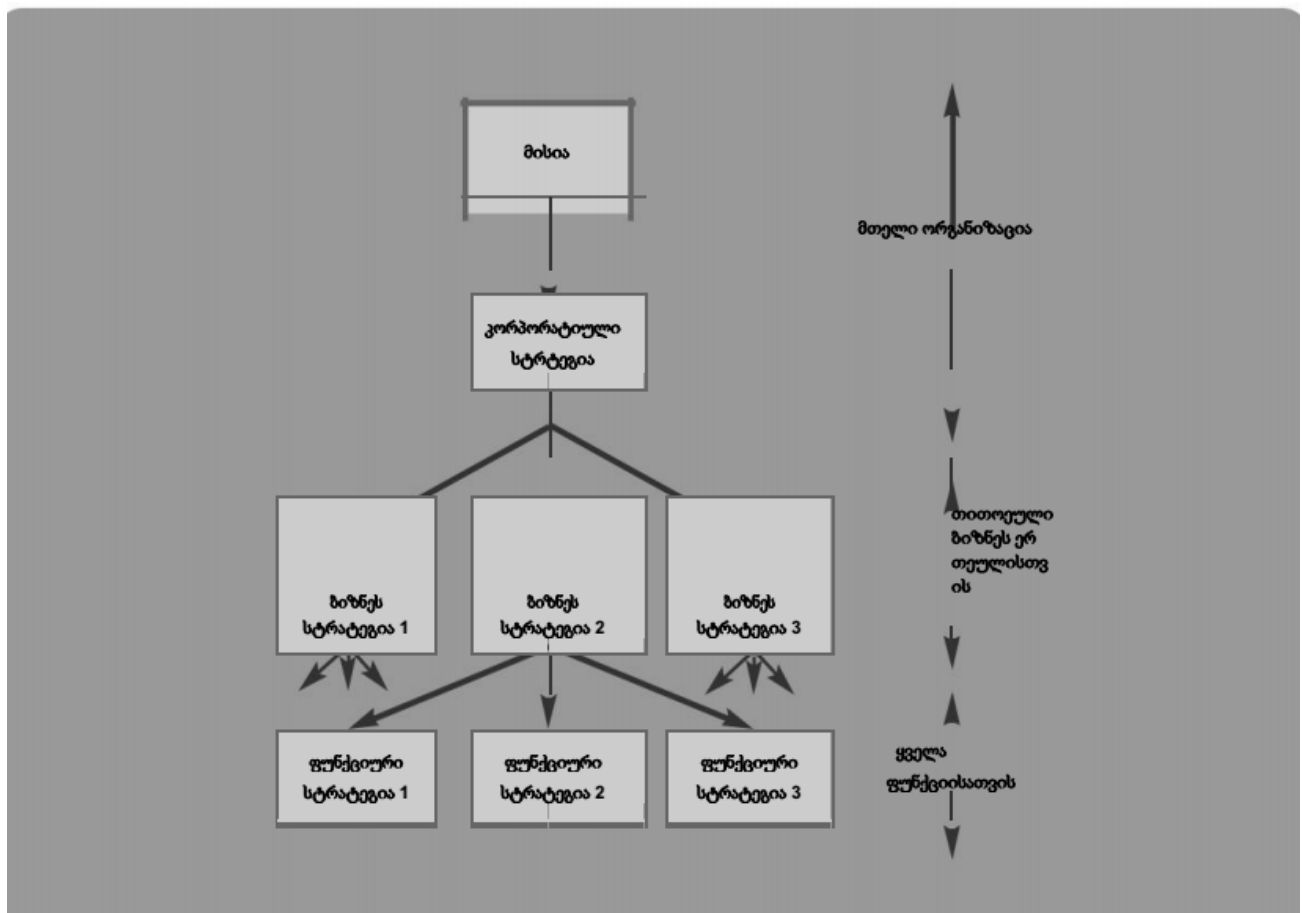 მისია
მთელი ორგანიზაცია
კორპორატიული
სტრტეგია
თითოეული
ბიზნეს ერ
თეულისთვ
ის
ბიზნეს
სტრატეგია 1
ბიზნეს
სტრატეგია 2
ბიზნეს
სტრატეგია 3
ფუნქციური
სტრატეგია 1
ფუნქციური
სტრატეგია 2
ფუნქციური
სტრატეგია 3
ყველა
ფუნქციისათვის